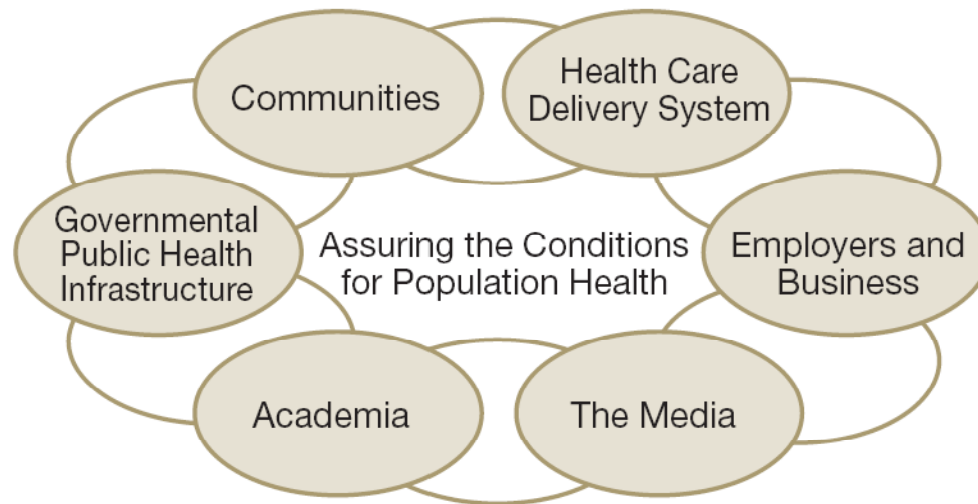 Communities
Health Care
Delivery System
Governmental
Public Health
Infrastructure
Assuring the Conditions
for Population Health
Employers and
Business
Academia
The Media